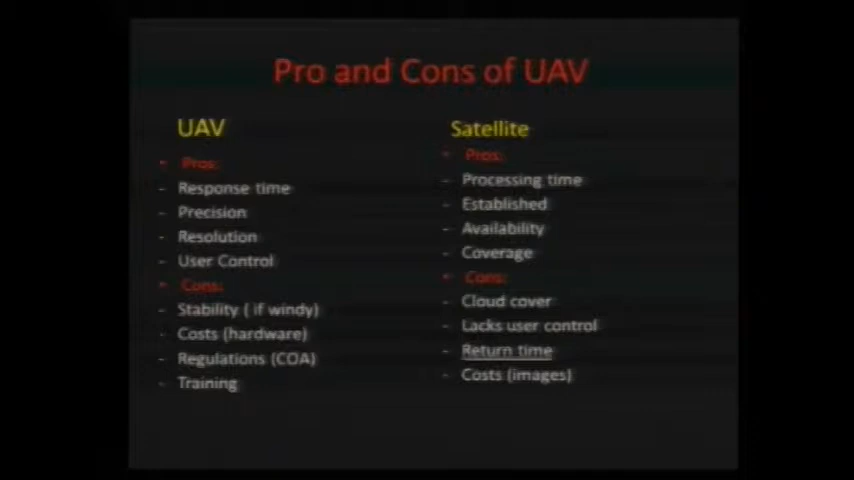 Pro and Cons of UAV
UAV
• Pros:
- Response time
- Precision
- Resolution
- User Control
• Cons:
- Stability ( if windy)
- Costs (hardware)
- Regulations (COA)
- Training
Satellite
• Pros:
- Processing time
- Established
- Availability
- Coverage
• Cons:
- Cloud cover
- Lacks user control
- Return time
- Costs (images)